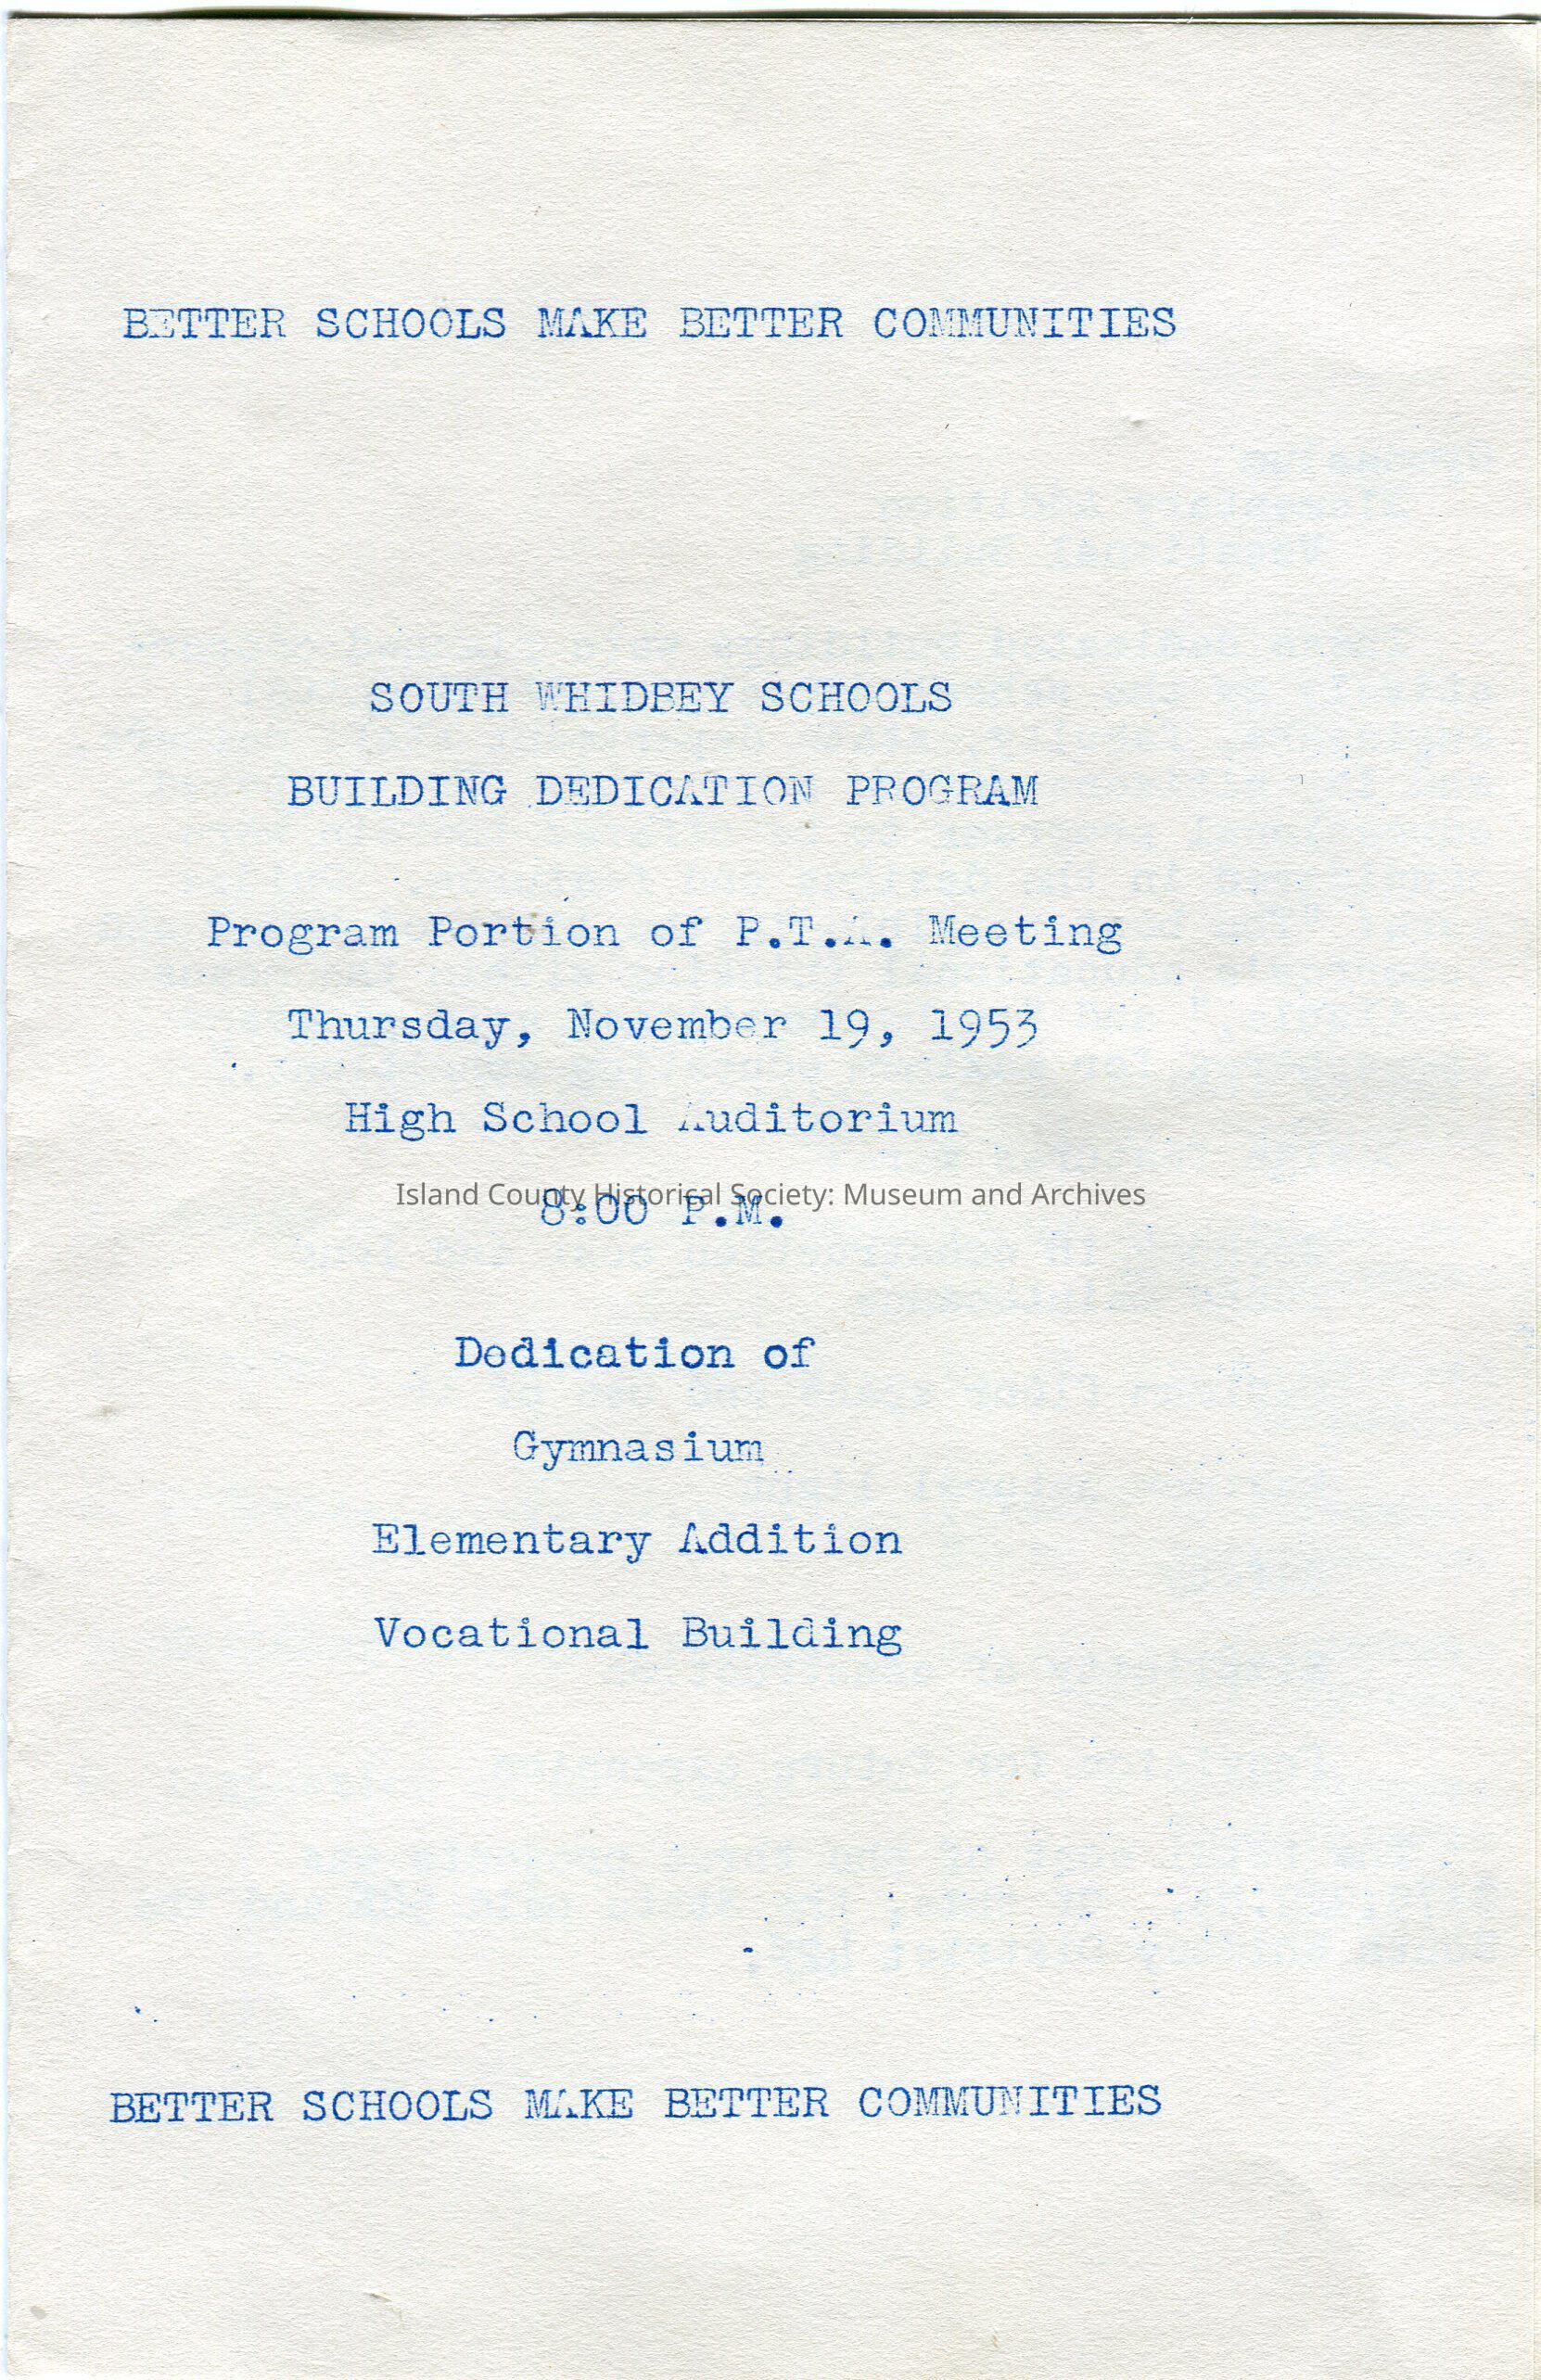 BETTER SCHOOLS MAKE BETTER COMMUNITIES
SOUTH WHIDBEY SCHOOLS
BUILDING DEDICATION PROGRAM
Program Portion of P.T.A. Meeting
Thursday, November 19, 1953
High School Auditorium
Island County Historical Society: Museum and Archives
8:00 P.M.
Dedication of
Gymnasium
Elementary Addition
Vocational Building
BETTER SCHOOLS MAKE BETTER COMMUNITIES